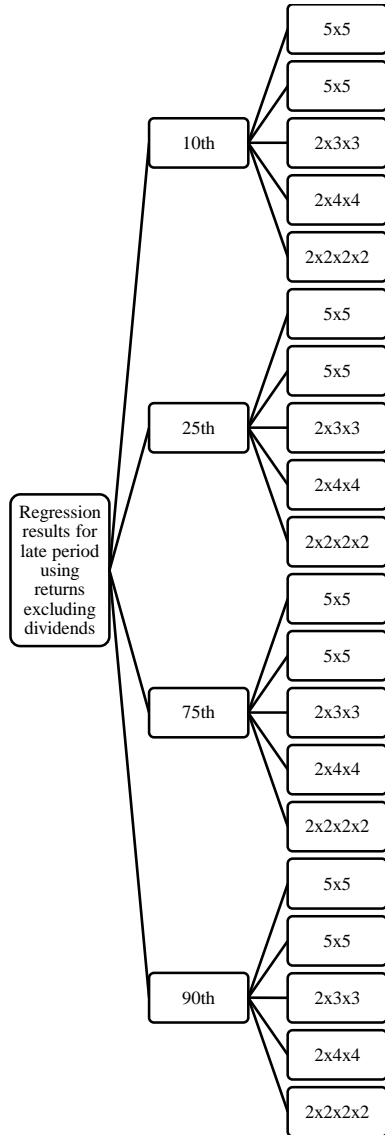 Regression
results for
late period
using
returns
excluding
dividends
10th
5x5
5x5
2x3x3
2x4x4
2x2x2x2
25th
5x5
5x5
2x3x3
2x4x4
2x2x2x2
75th
5x5
5x5
2x3x3
2x4x4
2x2x2x2
90th
5x5
5x5
2x3x3
2x4x4
2x2x2x2